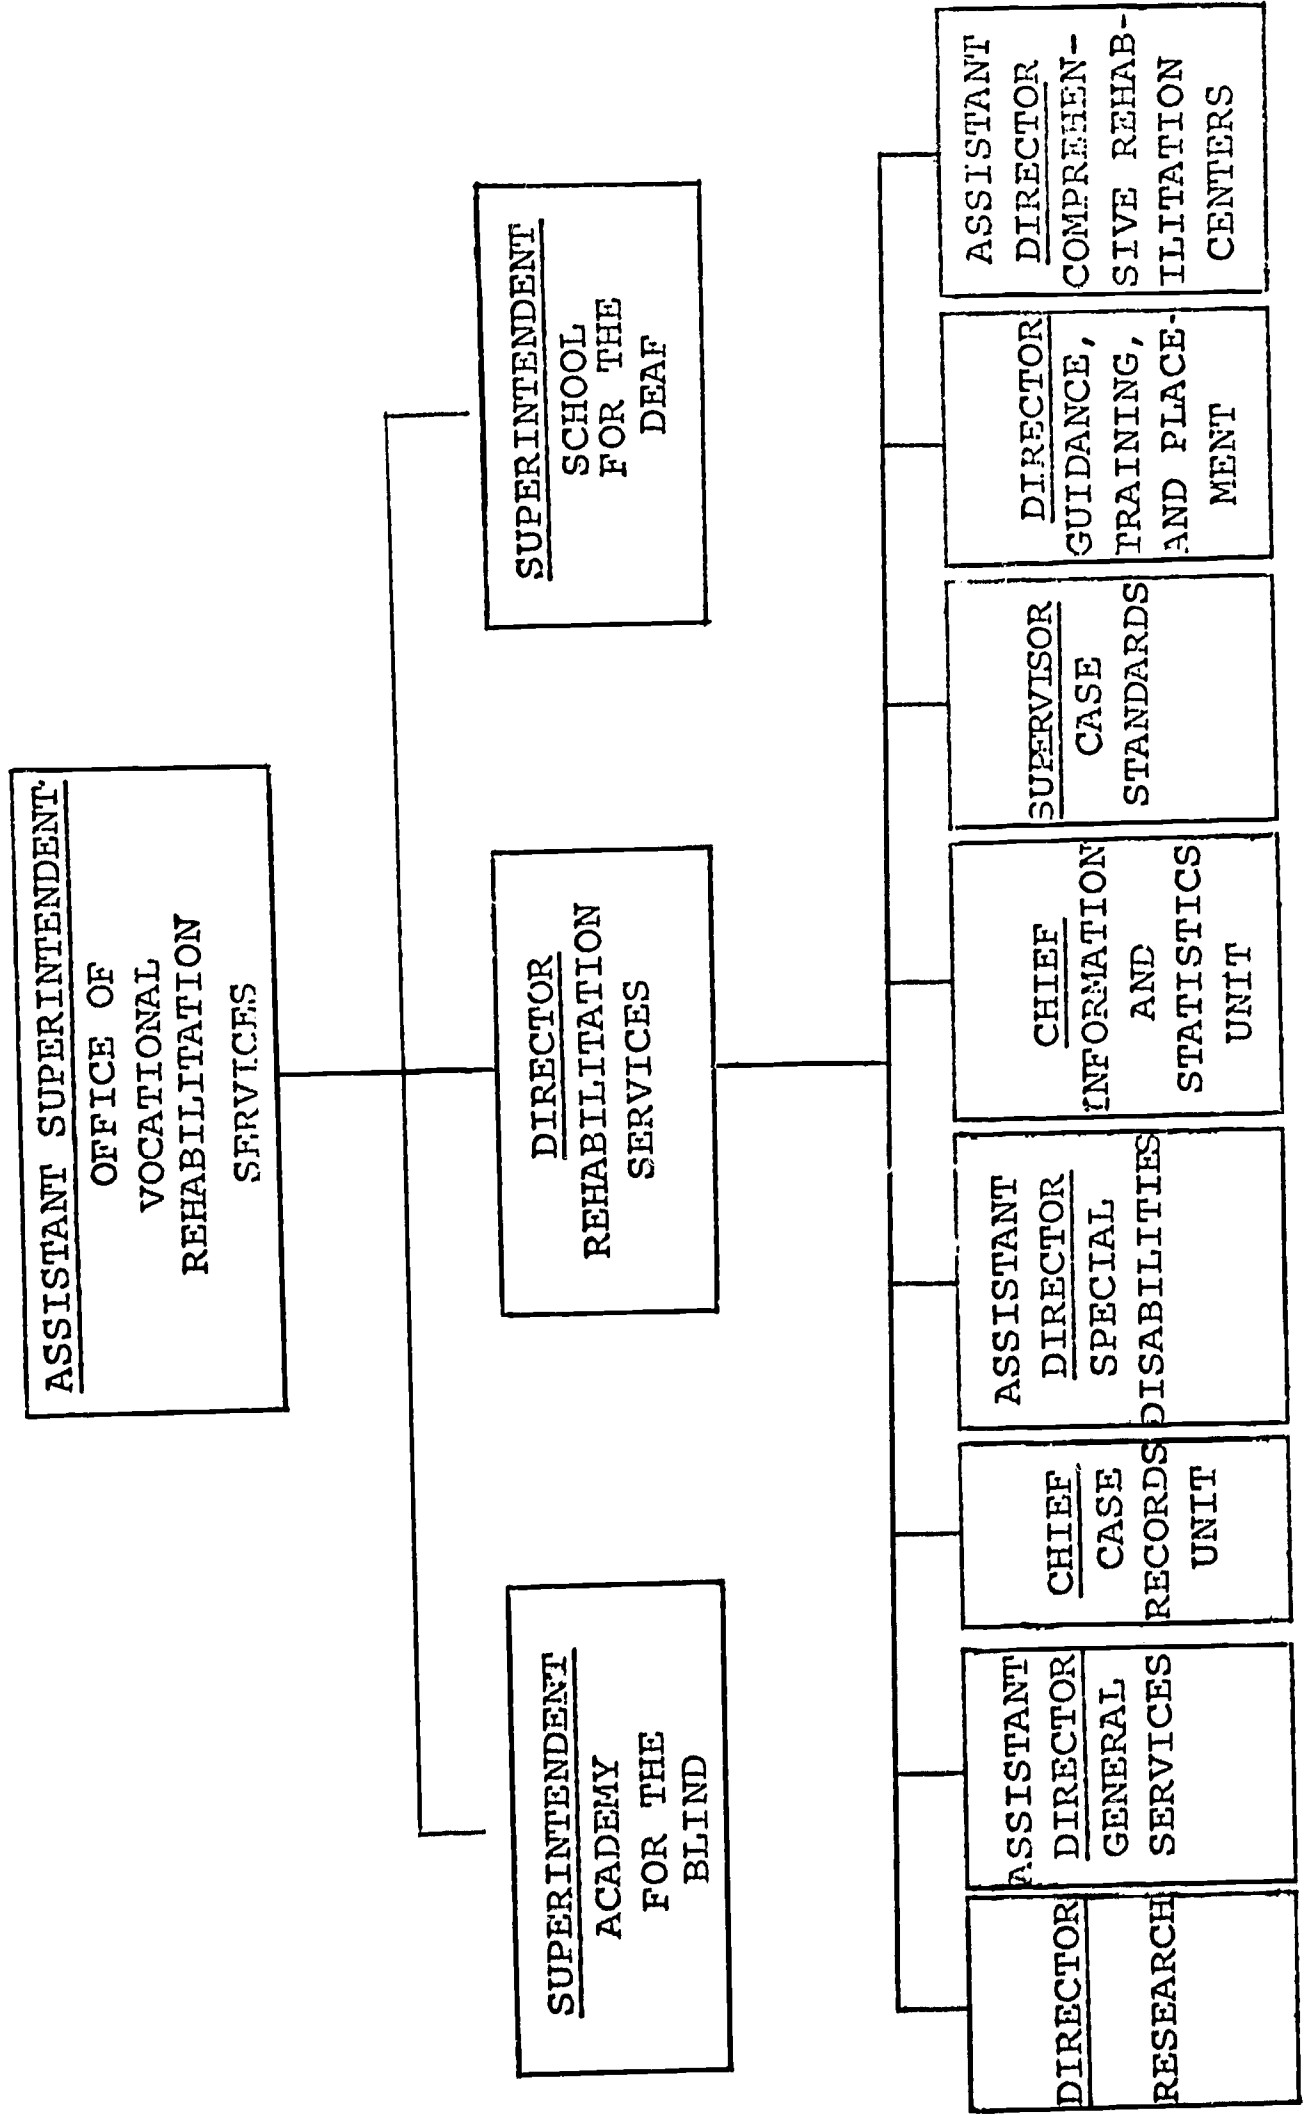 ASSISTANT SUPERINTENDENT
OFFICE OF
VOCATIONAL
REHABILITATION
SERVICES
SUPERINTENDENT
ACADEMY
FOR THE
BLIND
DIRECTOR
REHABILITATION
SERVICES
SUPERINTENDENT
SCHOOL
FOR THE
DEAF
DIRECTOR
RESEARCH
ASSISTANT
DIRECTOR
GENERAL
SERVICES
CHIEF
CASE
RECORDS
UNIT
ASSISTANT
DIRECTOR
SPECIAL
DISABILITIES
CHIEF
INFORMATION
AND
STATISTICS
UNIT
SUPERVISOR
CASE
STANDARDS
DIRECTOR
GUIDANCE,
TRAINING,
AND PLACE-
MENT
ASSISTANT
DIRECTOR
COMPREHEN-
SIVE REHAB-
ILITATION
CENTERS